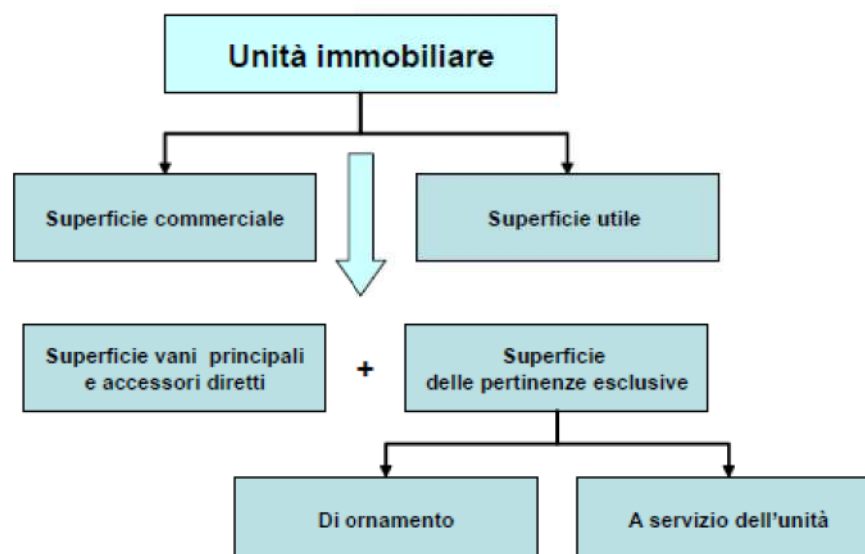 Unità immobiliare
Superficie commerciale
Superficie utile
Superficie vani principali
e accessori diretti
+
Superficie
delle pertinenze esclusive
Di ornamento
A servizio dell'unità